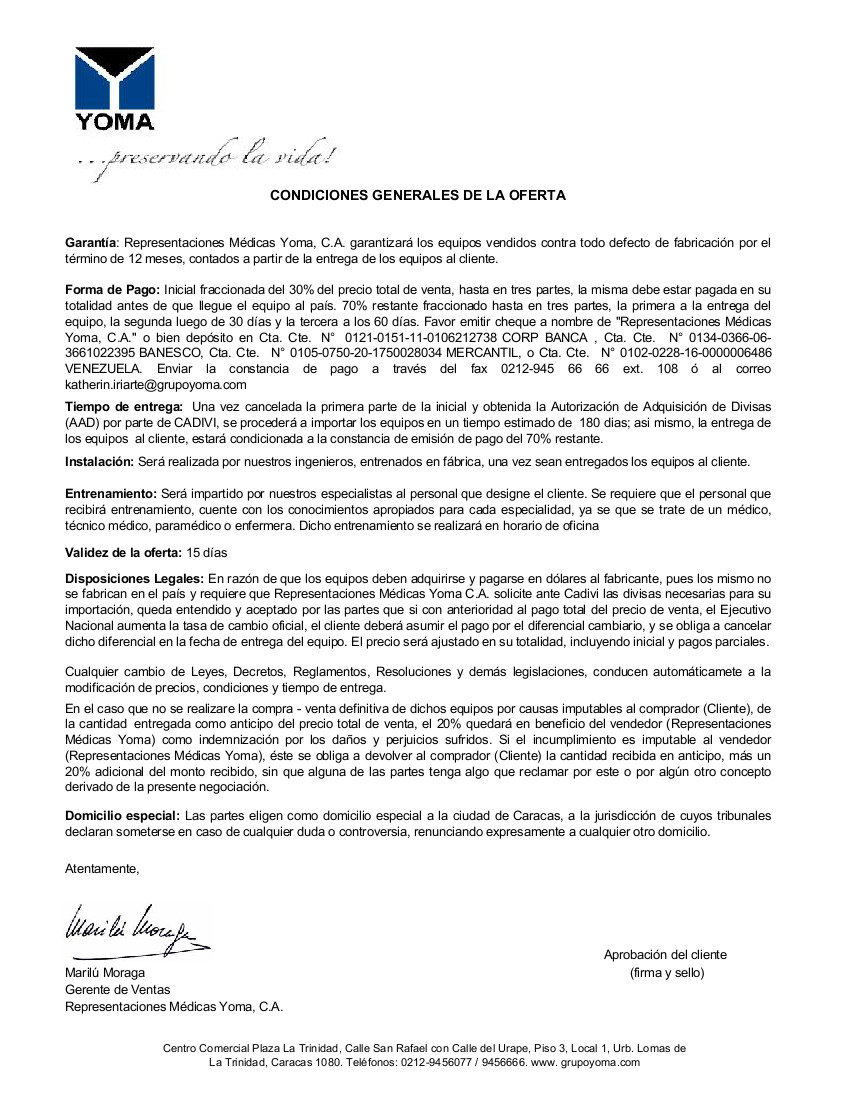 YOMA
...preservando la vida!
CONDICIONES GENERALES DE LA OFERTA
Garantía: Representaciones Médicas Yoma, C.A. garantizará los equipos vendidos contra todo defecto de fabricación por el
término de 12 meses, contados a partir de la entrega de los equipos al cliente.
Forma de Pago: Inicial fraccionada del 30% del precio total de venta, hasta en tres partes, la misma debe estar pagada en su
totalidad antes de que llegue el equipo al país. 70% restante fraccionado hasta en tres partes, la primera a la entrega del
equipo, la segunda luego de 30 días y la tercera a los 60 días. Favor emitir cheque a nombre de "Representaciones Médicas
Yoma, C.A." o bien depósito en Cta. Cte. N° 0121-0151-11-0106212738 CORP BANCA , Cta. Cte. N° 0134-0366-06-
3661022395 BANESCO, Cta. Cte. N° 0105-0750-20-1750028034 MERCANTIL, o Cta. Cte. N° 0102-0228-16-0000006486
VENEZUELA. Enviar la constancia de pago a través del fax 0212-945 66 66 ext. 108 ó al correo
katherin.iriarte@grupoyoma.com
Tiempo de entrega: Una vez cancelada la primera parte de la inicial y obtenida la Autorización de Adquisición de Divisas
(AAD) por parte de CADIVI, se procederá a importar los equipos en un tiempo estimado de 180 dias; asi mismo, la entrega de
los equipos al cliente, estará condicionada a la constancia de emisión de pago del 70% restante.
Instalación: Será realizada por nuestros ingenieros, entrenados en fábrica, una vez sean entregados los equipos al cliente.
Entrenamiento: Será impartido por nuestros especialistas al personal que designe el cliente. Se requiere que el personal que
recibirá entrenamiento, cuente con los conocimientos apropiados para cada especialidad, ya se que se trate de un médico,
técnico médico, paramédico o enfermera. Dicho entrenamiento se realizará en horario de oficina
Validez de la oferta: 15 días
Disposiciones Legales: En razón de que los equipos deben adquirirse y pagarse en dólares al fabricante, pues los mismo no
se fabrican en el país y requiere que Representaciones Médicas Yoma C.A. solicite ante Cadivi las divisas necesarias para su
importación, queda entendido y aceptado por las partes que si con anterioridad al pago total del precio de venta, el Ejecutivo
Nacional aumenta la tasa de cambio oficial, el cliente deberá asumir el pago por el diferencial cambiario, y se obliga a cancelar
dicho diferencial en la fecha de entrega del equipo. El precio será ajustado en su totalidad, incluyendo inicial y pagos parciales.
Cualquier cambio de Leyes, Decretos, Reglamentos, Resoluciones y demás legislaciones, conducen automáticamete a la
modificación de precios, condiciones y tiempo de entrega.
En el caso que no se realizare la compra - venta definitiva de dichos equipos por causas imputables al comprador (Cliente), de
la cantidad entregada como anticipo del precio total de venta, el 20% quedará en beneficio del vendedor (Representaciones
Médicas Yoma) como indemnización por los daños y perjuicios sufridos. Si el incumplimiento es imputable al vendedor
(Representaciones Médicas Yoma), éste se obliga a devolver al comprador (Cliente) la cantidad recibida en anticipo, más un
20% adicional del monto recibido, sin que alguna de las partes tenga algo que reclamar por este o por algún otro concepto
derivado de la presente negociación.
Domicilio especial: Las partes eligen como domicilio especial a la ciudad de Caracas, a la jurisdicción de cuyos tribunales
declaran someterse en caso de cualquier duda o controversia, renunciando expresamente a cualquier otro domicilio.
Atentamente,
Marilú Moraga
Marilú Moraga
Gerente de Ventas
Representaciones Médicas Yoma, C.A.
Aprobación del cliente
(firma y sello)
Centro Comercial Plaza La Trinidad, Calle San Rafael con Calle del Urape, Piso 3, Local 1, Urb. Lomas de
La Trinidad, Caracas 1080. Teléfonos: 0212-9456077 / 9456666. www. grupoyoma.com